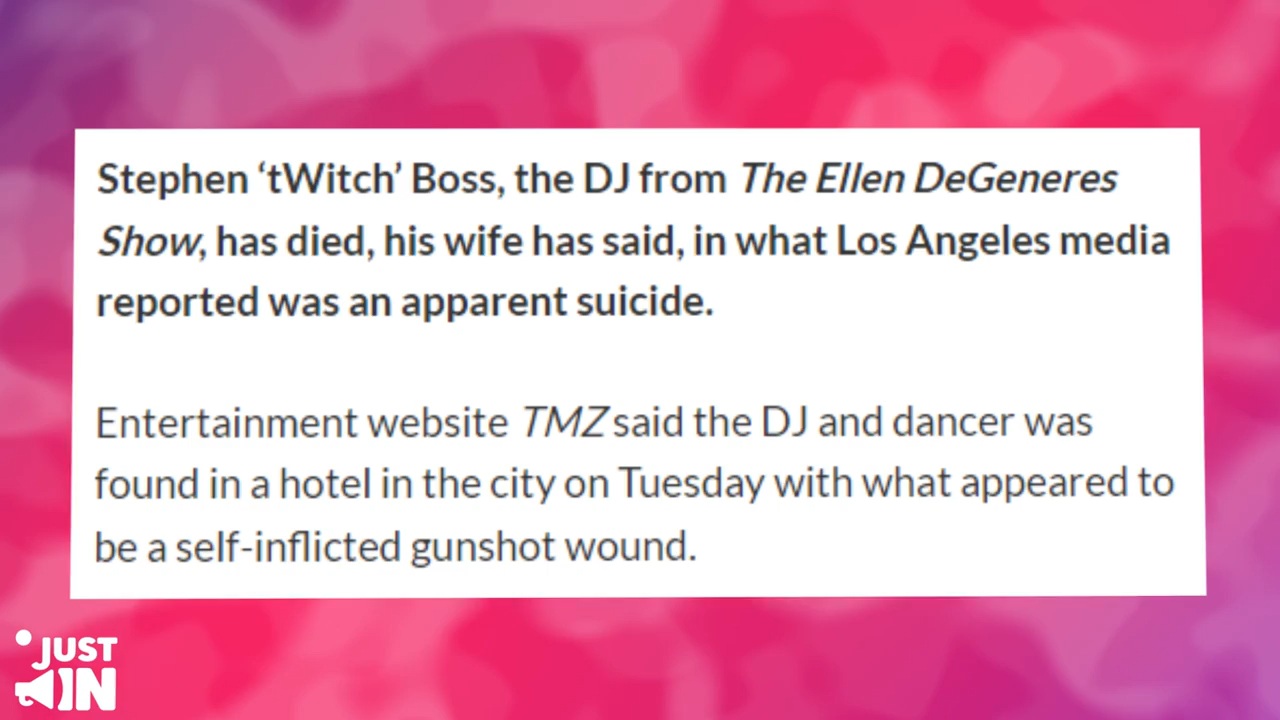 Stephen ‘tWitch’ Boss, the DJ from The Ellen DeGeneres
Show, has died, his wife has said, in what Los Angeles media
reported was an apparent suicide.
Entertainment website TMZ said the DJ and dancer was
found in a hotel in the city on Tuesday with what appeared to
be a self-inflicted gunshot wound.
JUST
IN